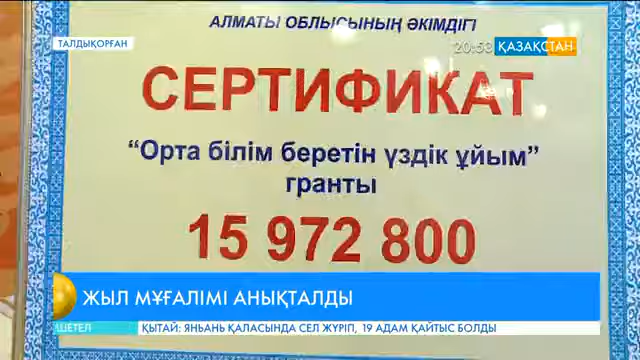 АЛМАТЫ ОБЛЫСЫНЫҢ ӘКІМДІГІ
ТАЛДЫҚОРҒАН
20:53
ҚАЗАҚСТАН
СЕРТИФИКАТ
“Орта білім беретін үздік ұйым”
гранты
15 972 800
ЖЫЛ МҰҒАЛІМІ АНЫҚТАЛДЫ
ШЕТЕЛ
ҚЫТАЙ: ЯНЬАНЬ ҚАЛАСЫНДА СЕЛ ЖҮРІП, 19 АДАМ ҚАЙТЫС БОЛДЫ